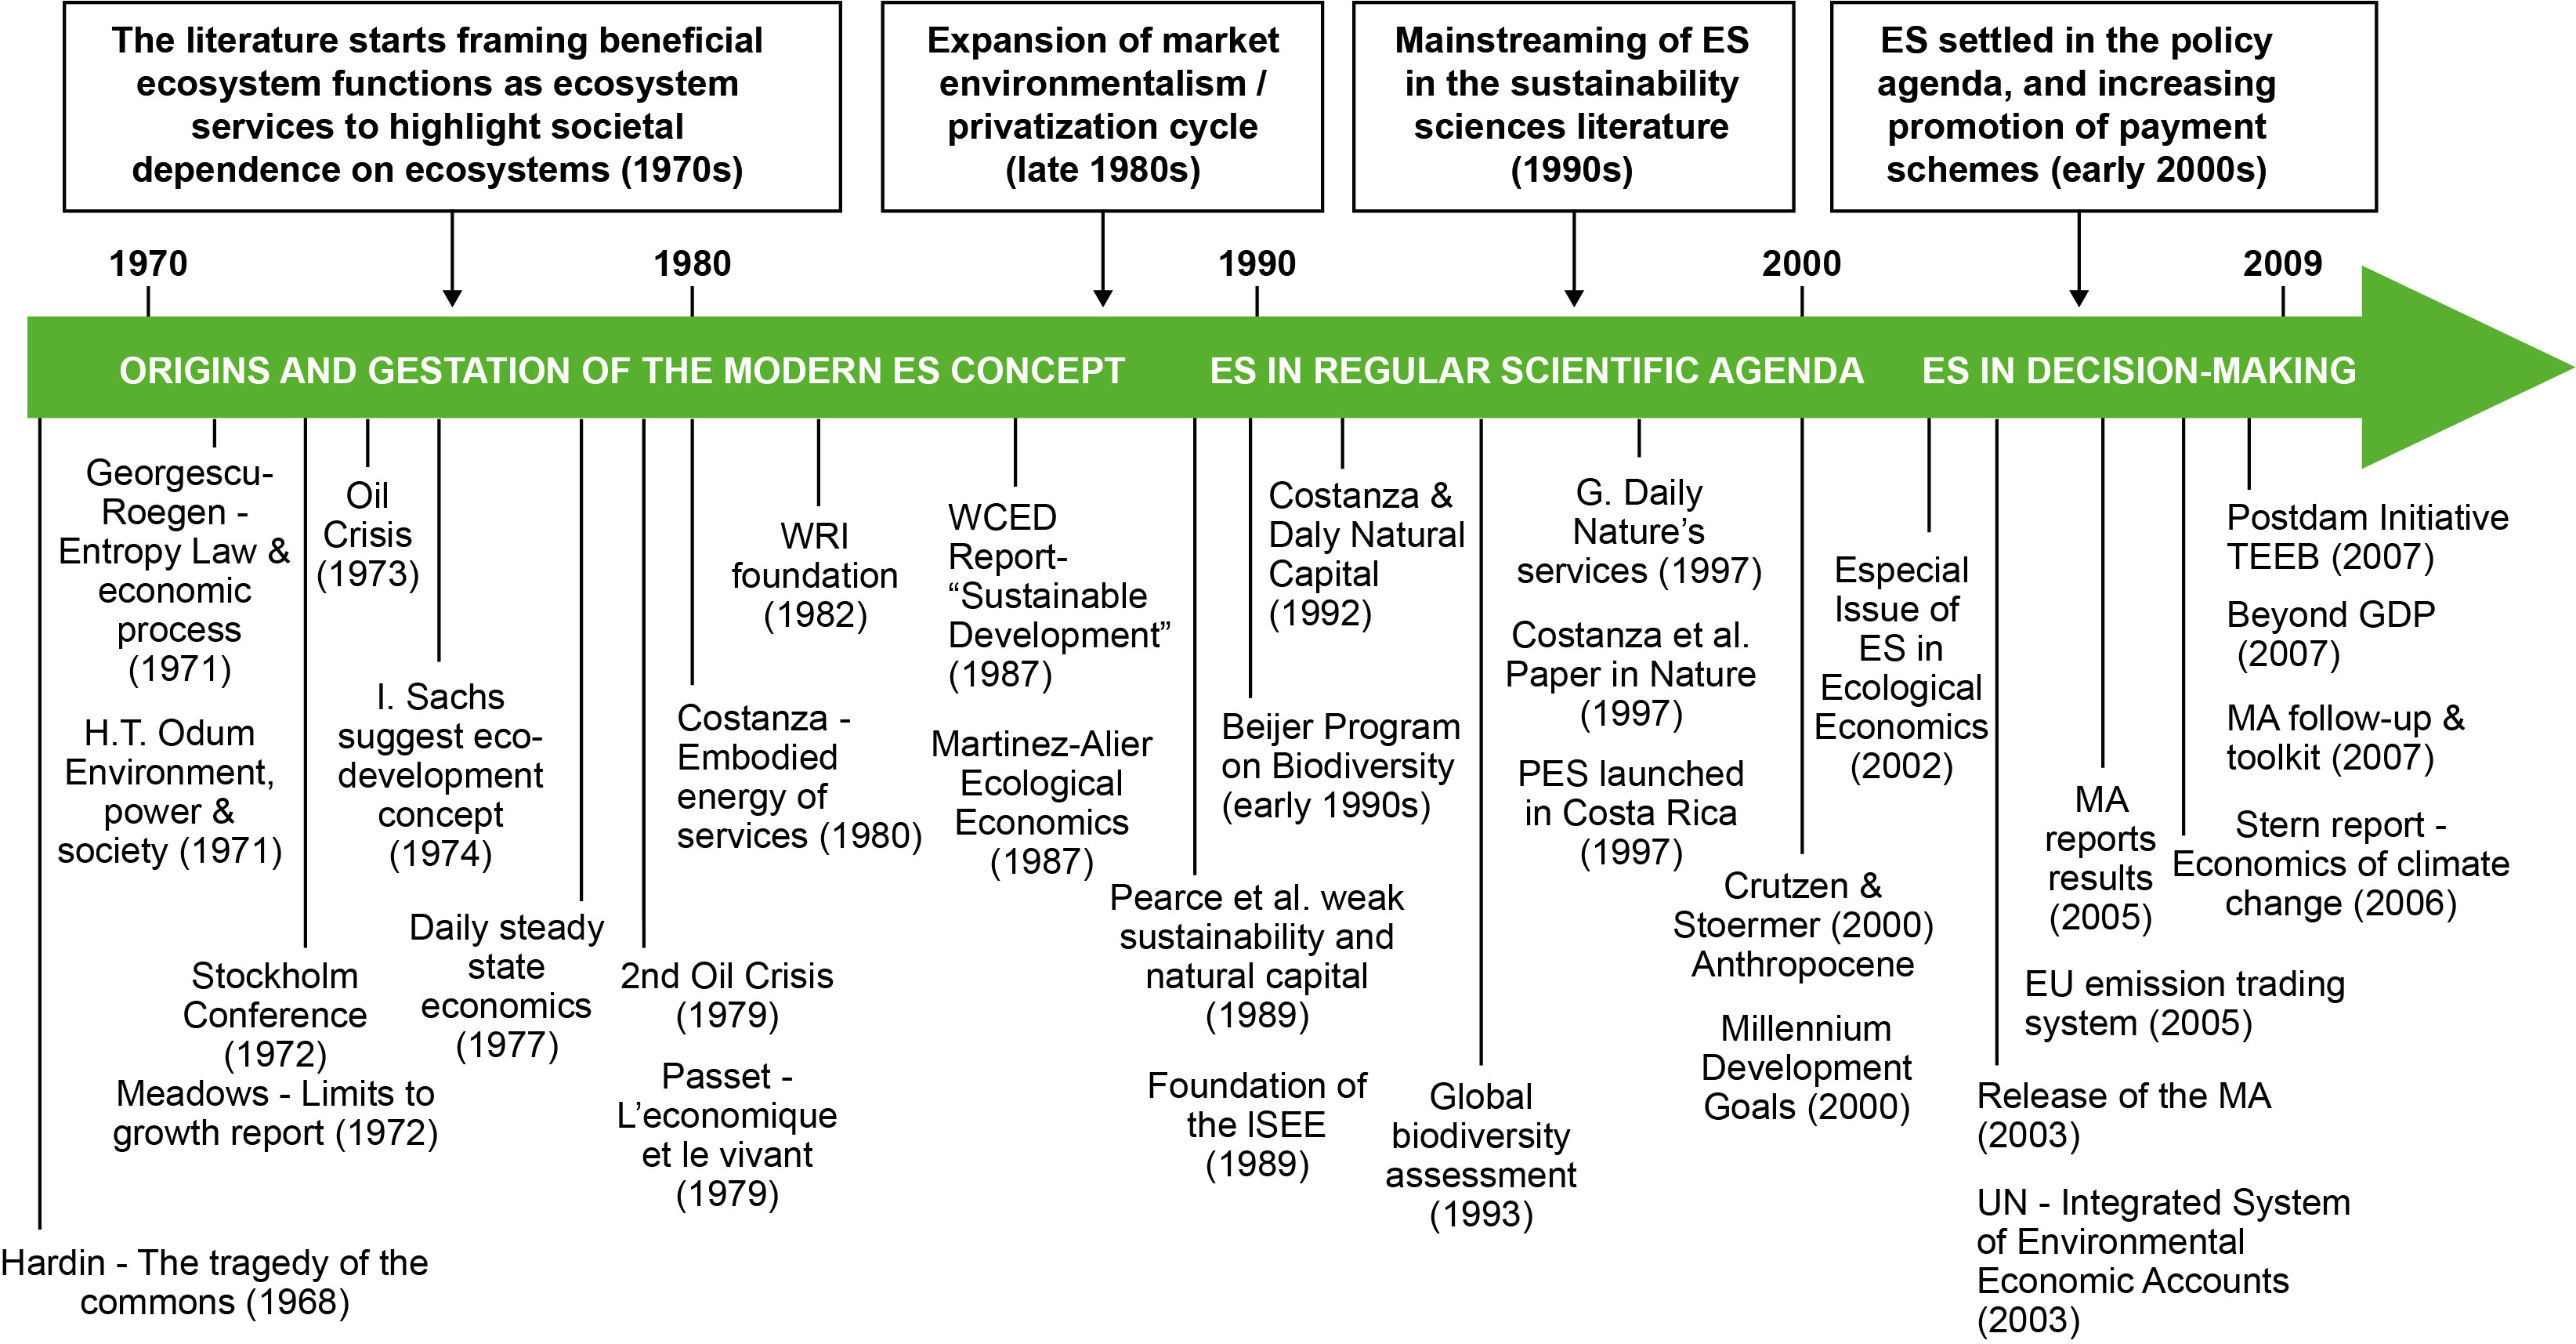 The literature starts framing beneficial
ecosystem functions as ecosystem
services to highlight societal
dependence on ecosystems (1970s)
Expansion of market
environmentalism /
privatization cycle
(late 1980s)
Mainstreaming of ES
in the sustainability
sciences literature
(1990s)
ES settled in the policy
agenda, and increasing
promotion of payment
schemes (early 2000s)
1970
1980
1990
2000
2009
ORIGINS AND GESTATION OF THE MODERN ES CONCEPT
ES IN REGULAR SCIENTIFIC AGENDA
ES IN DECISION-MAKING
Georgescu-
Roegen -
Entropy Law &
economic
process
(1971)
H.T. Odum
Environment,
power &
society (1971)
Stockholm
Conference
(1972)
Meadows - Limits to
growth report (1972)
Hardin - The tragedy of the
commons (1968)
Oil
Crisis
(1973)
I. Sachs
suggest eco-
development
concept
(1974)
Daily steady
state
economics
(1977)
2nd Oil Crisis
(1979)
Passet -
L’economique
et le vivant
(1979)
Costanza -
Embodied
energy of
services (1980)
WRI
foundation
(1982)
WCED
Report-
“Sustainable
Development”
(1987)
Martinez-Alier
Ecological
Economics
(1987)
Pearce et al. weak
sustainability and
natural capital
(1989)
Foundation of
the ISEE
(1989)
Beijer Program
on Biodiversity
(early 1990s)
Costanza &
Daly Natural
Capital
(1992)
Global
biodiversity
assessment
(1993)
G. Daily
Nature’s
services (1997)
Costanza et al.
Paper in Nature
(1997)
PES launched
in Costa Rica
(1997)
Crutzen &
Stoermer (2000)
Anthropocene
Millennium
Development
Goals (2000)
Especial
Issue of
ES in
Ecological
Economics
(2002)
Release of the MA
(2003)
UN - Integrated System
of Environmental
Economic Accounts
(2003)
MA
reports
results
(2005)
EU emission trading
system (2005)
Stern report -
Economics of climate
change (2006)
Postdam Initiative
TEEB (2007)
Beyond GDP
(2007)
MA follow-up &
toolkit (2007)